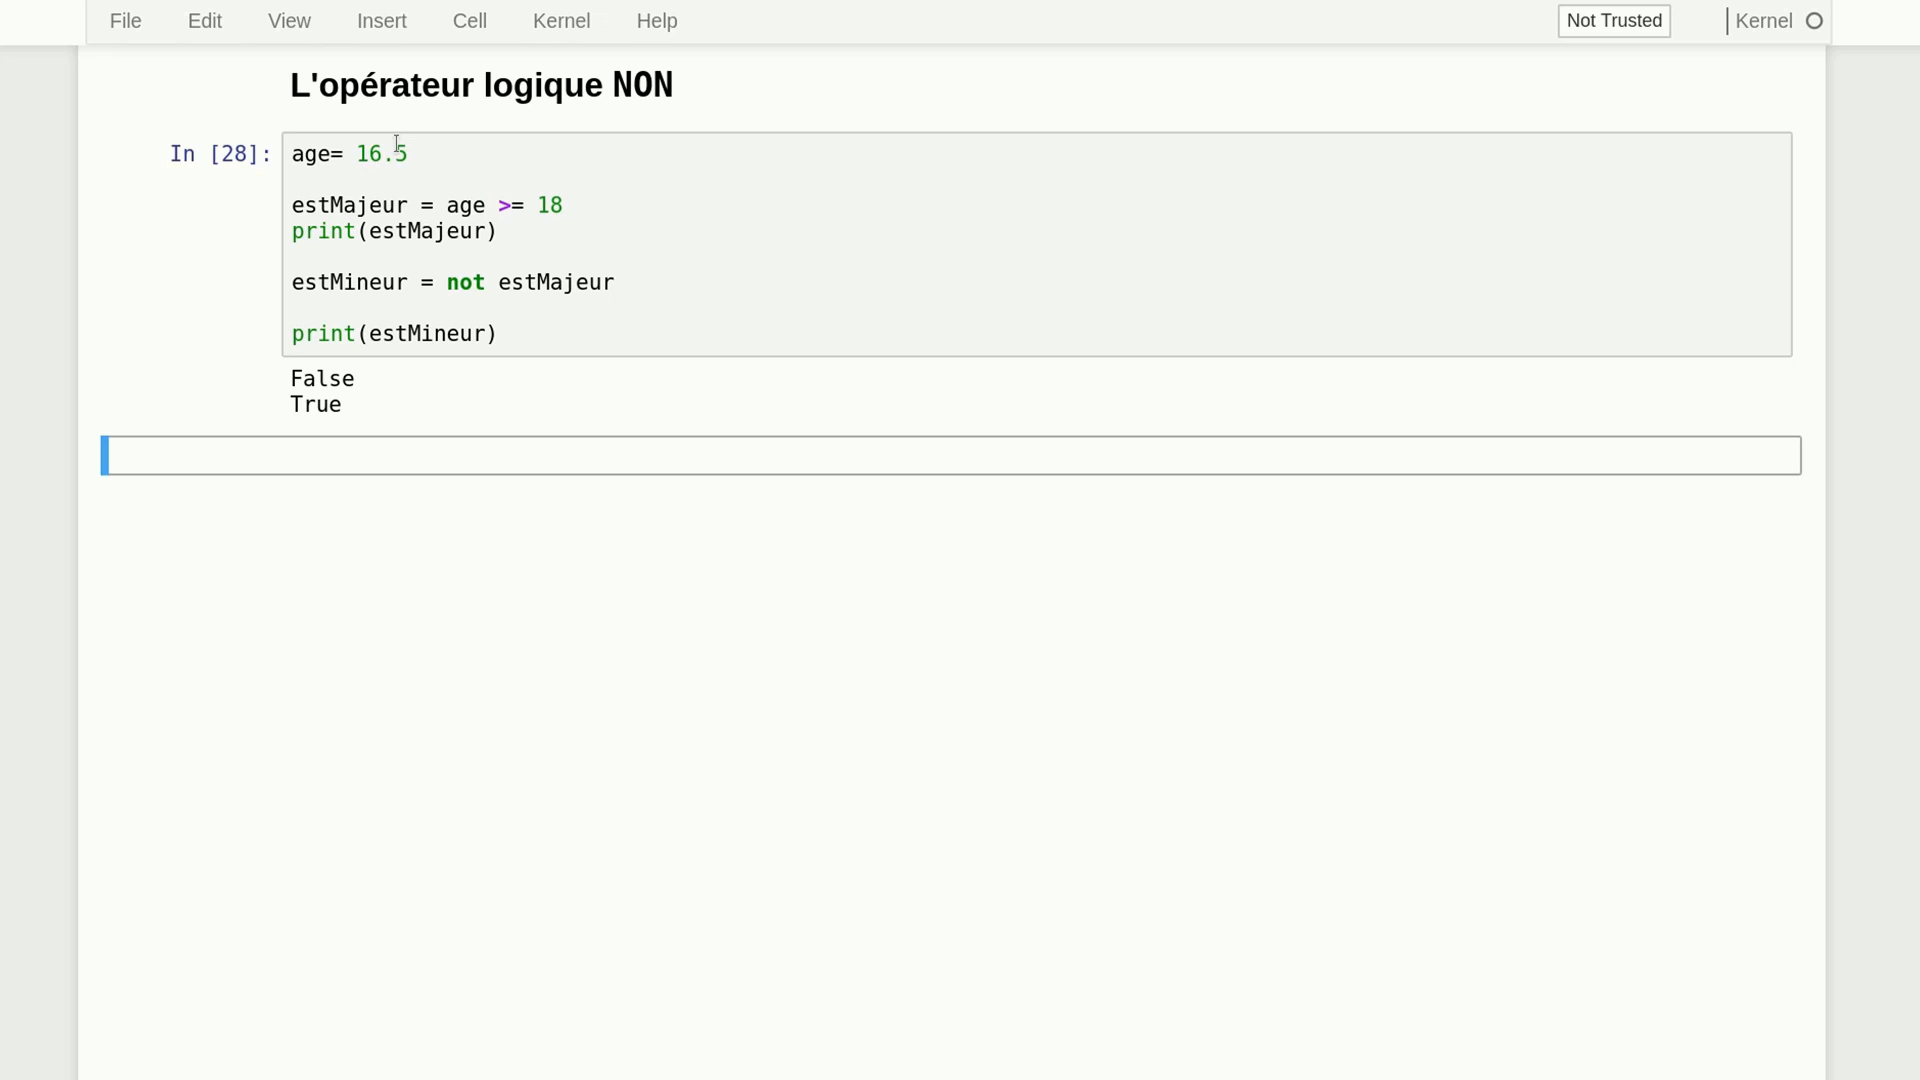 File Edit View Insert Cell Kernel Help Not Trusted | Kernel
L'opérateur logique NON
In [28]: age= 16.5
estMajeur = age >= 18
print(estMajeur)
estMineur = not estMajeur
print(estMineur)
False
True